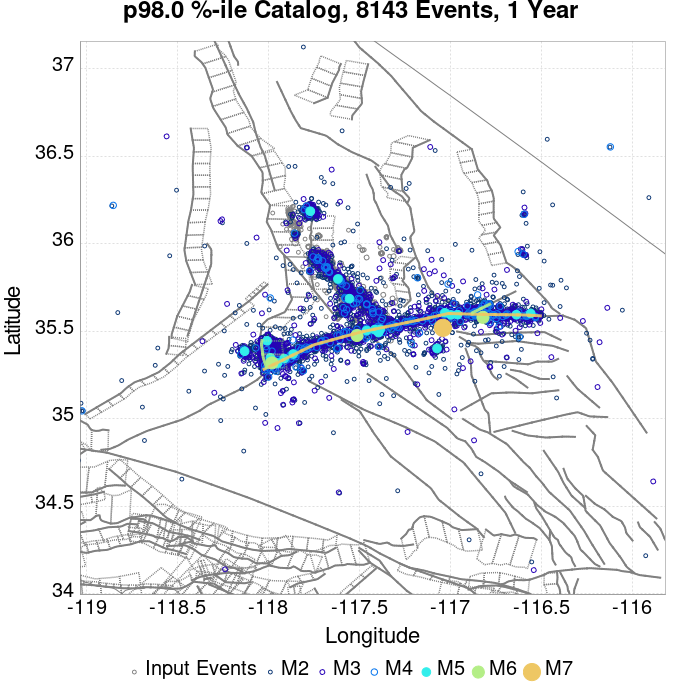 p98.0 %-ile Catalog, 8143 Events, 1 Year
37
36.5
36
35.5
35
34.5
34
Latitude
-119 -118.5 -118 -117.5 -117 -116.5 -116
Longitude
Input Events M2 M3 M4 M5 M6 M7